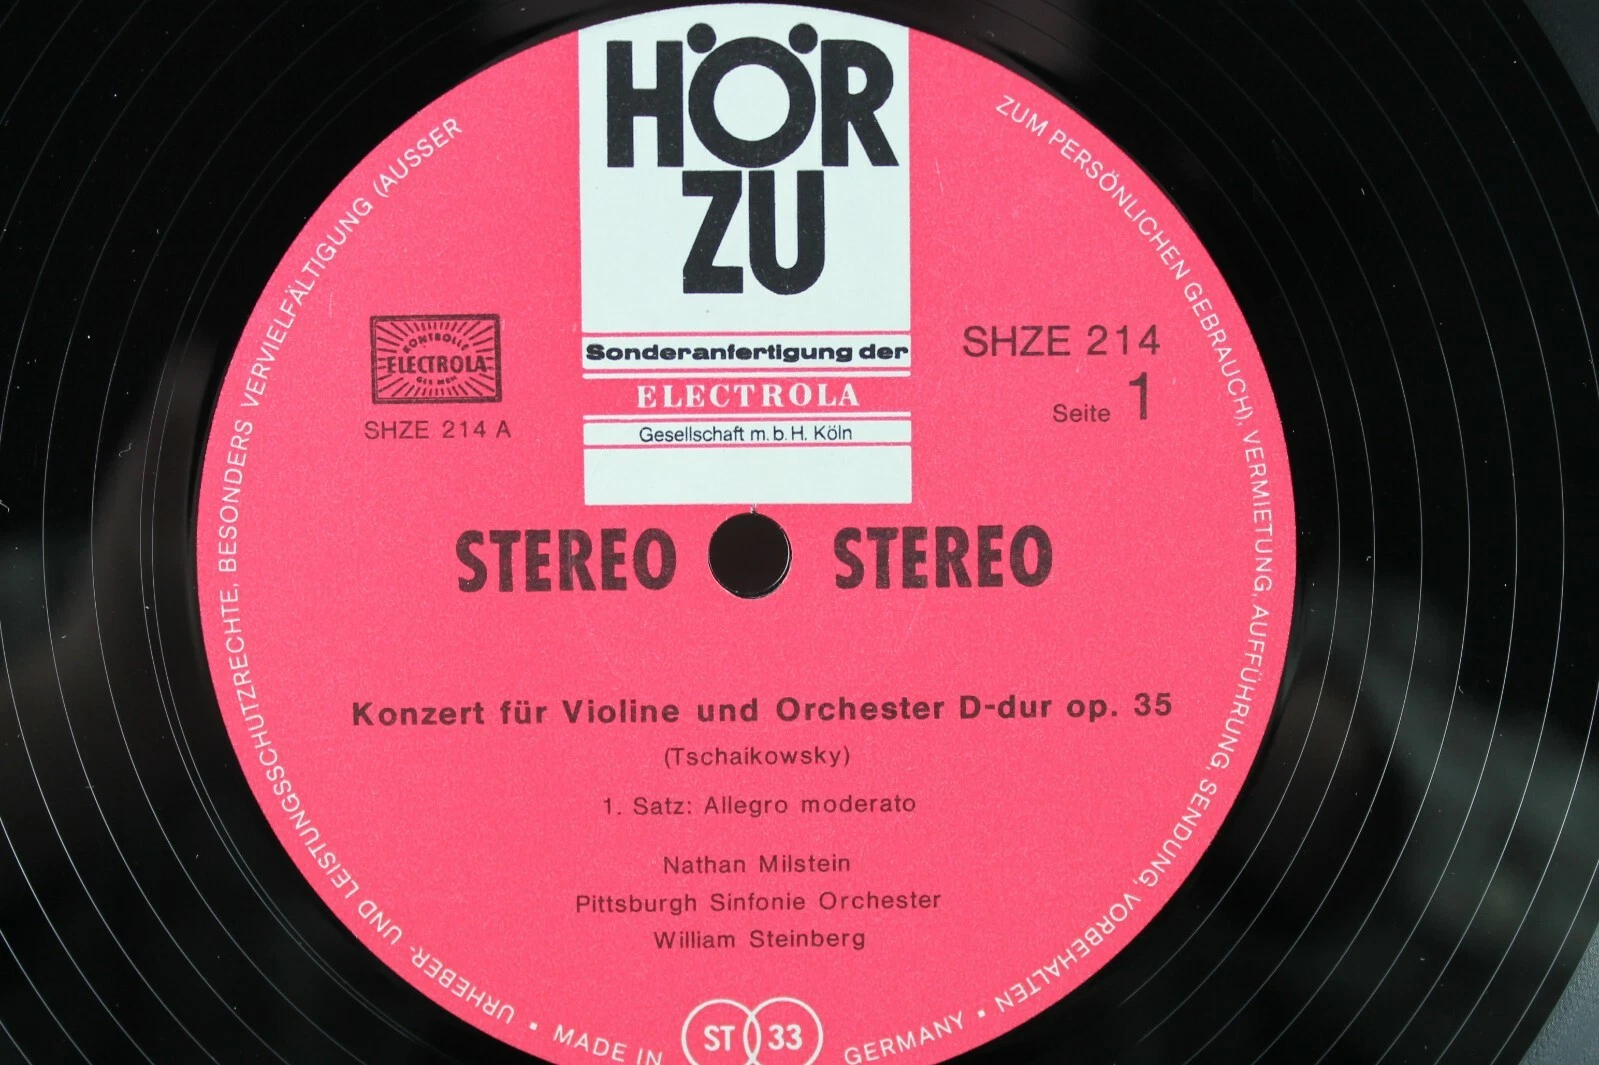 HÖR
ZU
Sonderanfertigung der
ELECTROLA
Gesellschaft m.b.H. Köln
KONTROLLE
ELECTROLA
SHZE 214 A
SHZE 214
Seite 1
STEREO STEREO
Konzert für Violine und Orchester D-dur op. 35
(Tschaikowsky)
1. Satz: Allegro moderato
Nathan Milstein
Pittsburgh Sinfonie Orchester
William Steinberg
URHEBER- UND LEISTUNGSSCHUTZRECHTE, BESONDERS VERVIELFÄLTIGUNG (AUSSER
ZUM PERSÖNLICHEN GEBRAUCH), VERMIETUNG, AUFFÜHRUNG, SENDUNG, VORBEHALTEN ▪
▪ MADE IN
ST 33
GERMANY